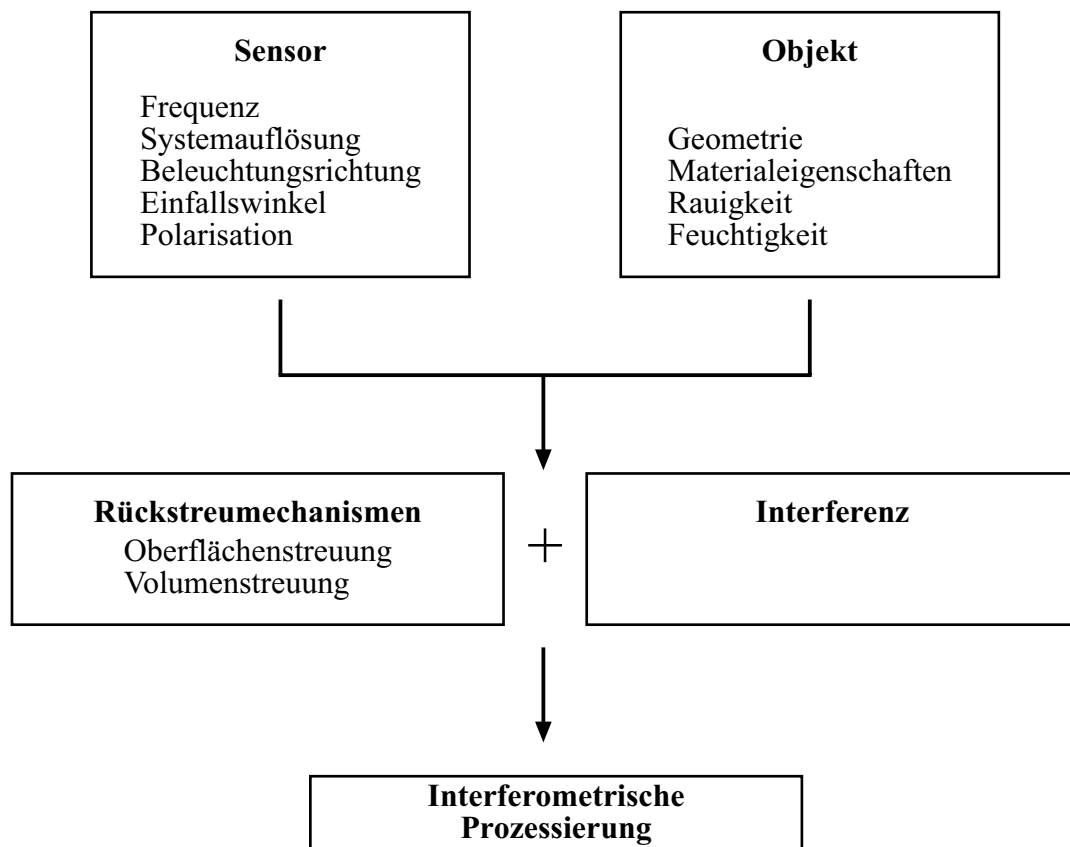 Sensor
Frequenz
Systemauflösung
Beleuchtungsrichtung
Einfallswinkel
Polarisation
Objekt
Geometrie
Materialeigenschaften
Rauigkeit
Feuchtigkeit
Rückstreumechanismen
Oberflächenstreuung
Volumenstreuung
+
Interferenz
Interferometrische
Prozessierung